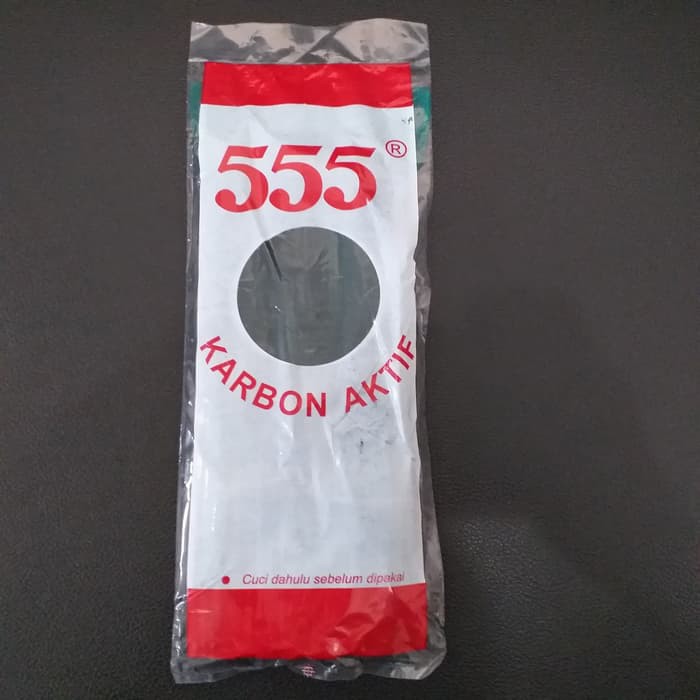 555®
KARBON AKTIF
• Cuci dahulu sebelum dipakai